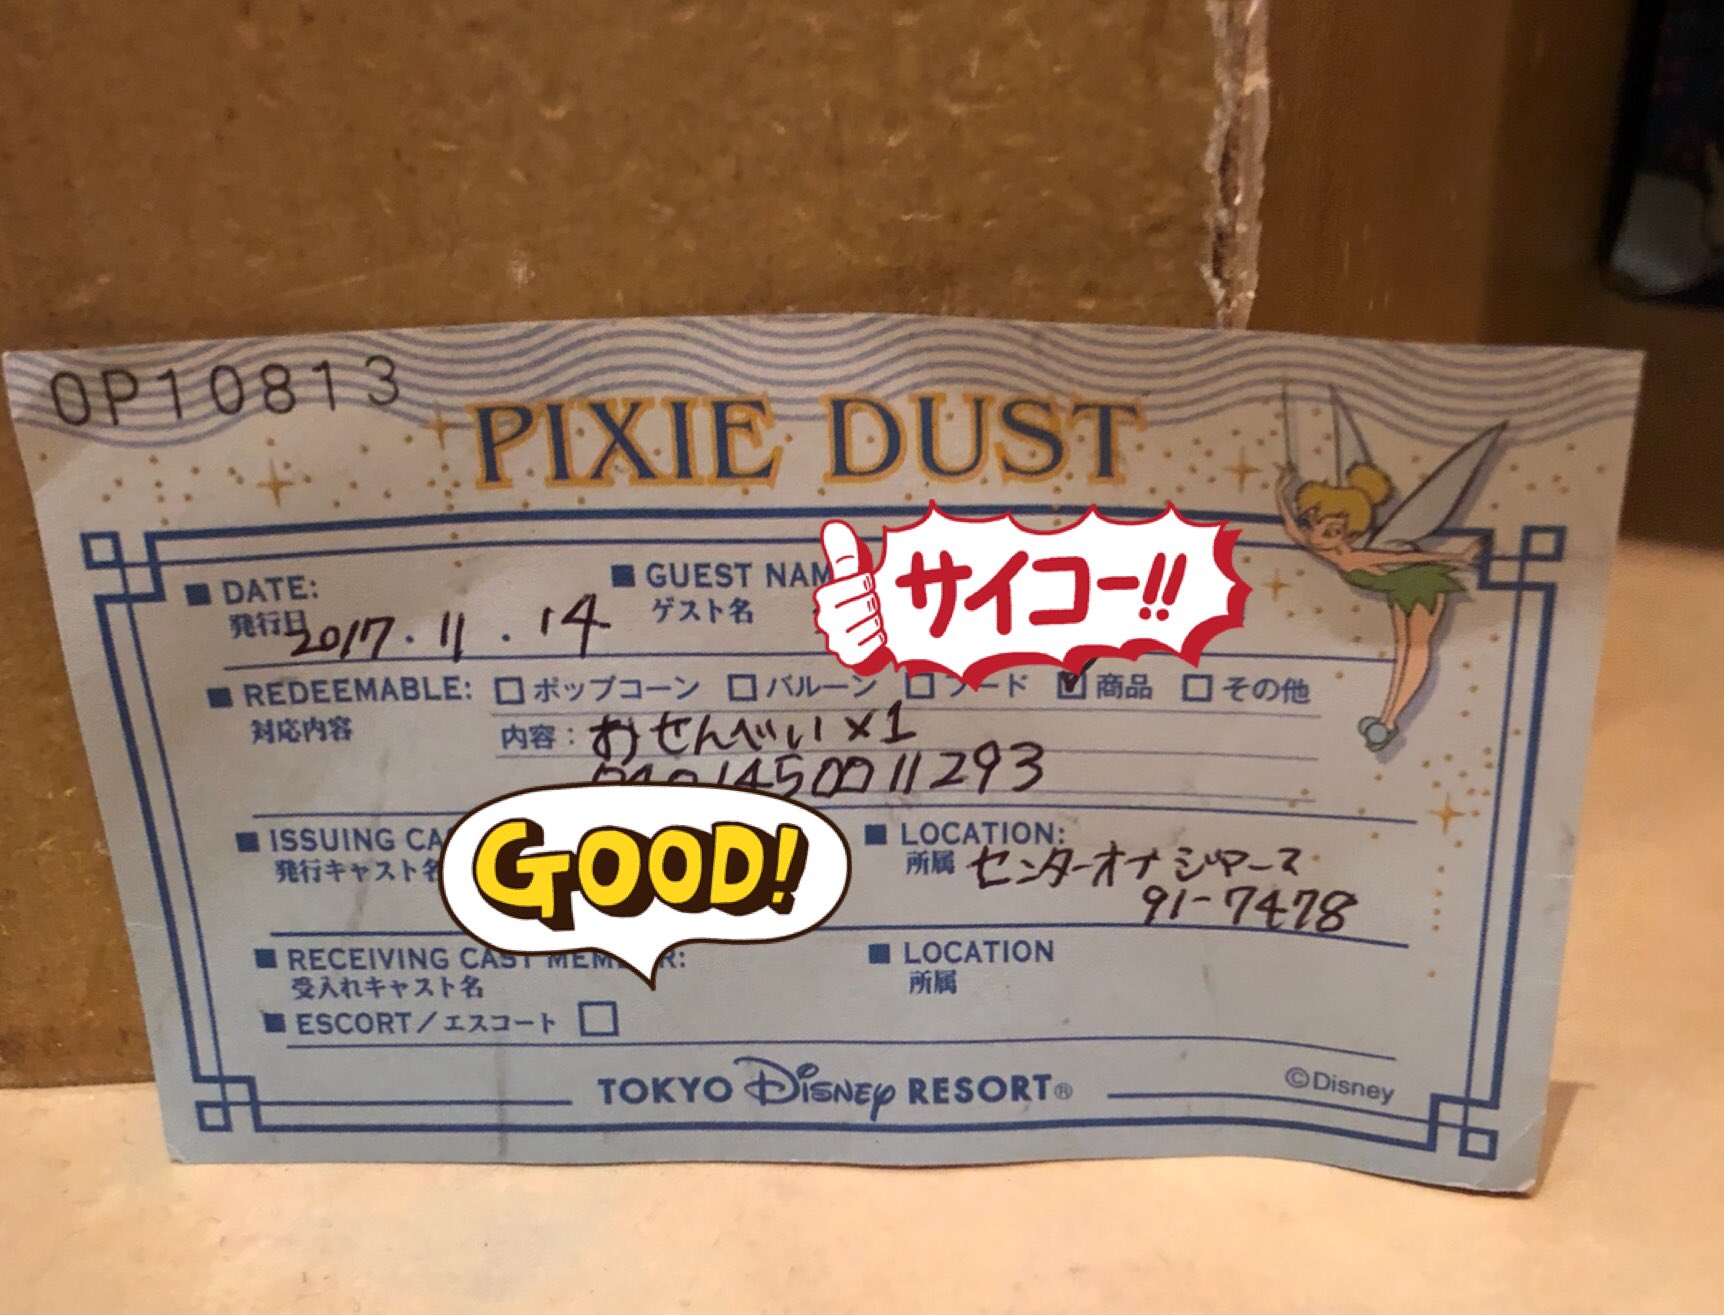 OP10813
PIXIE DUST
■ DATE:
発行日 2017.11.14
■ GUEST NAM
ゲスト名
サイコー!!
■ REDEEMABLE: □ポップコーン □バルーン □フード ☑商品 □その他
対応内容
内容：おせんべい×1
11293
■ ISSUING CA
発行キャスト名
GOOD!
■ LOCATION:
所属 センターオブジアース
91-7478
■ RECEIVING CAST MEMBER:
受入れキャスト名
■ LOCATION
所属
■ ESCORT／エスコート □
TOKYO DISNEY RESORT®
©Disney